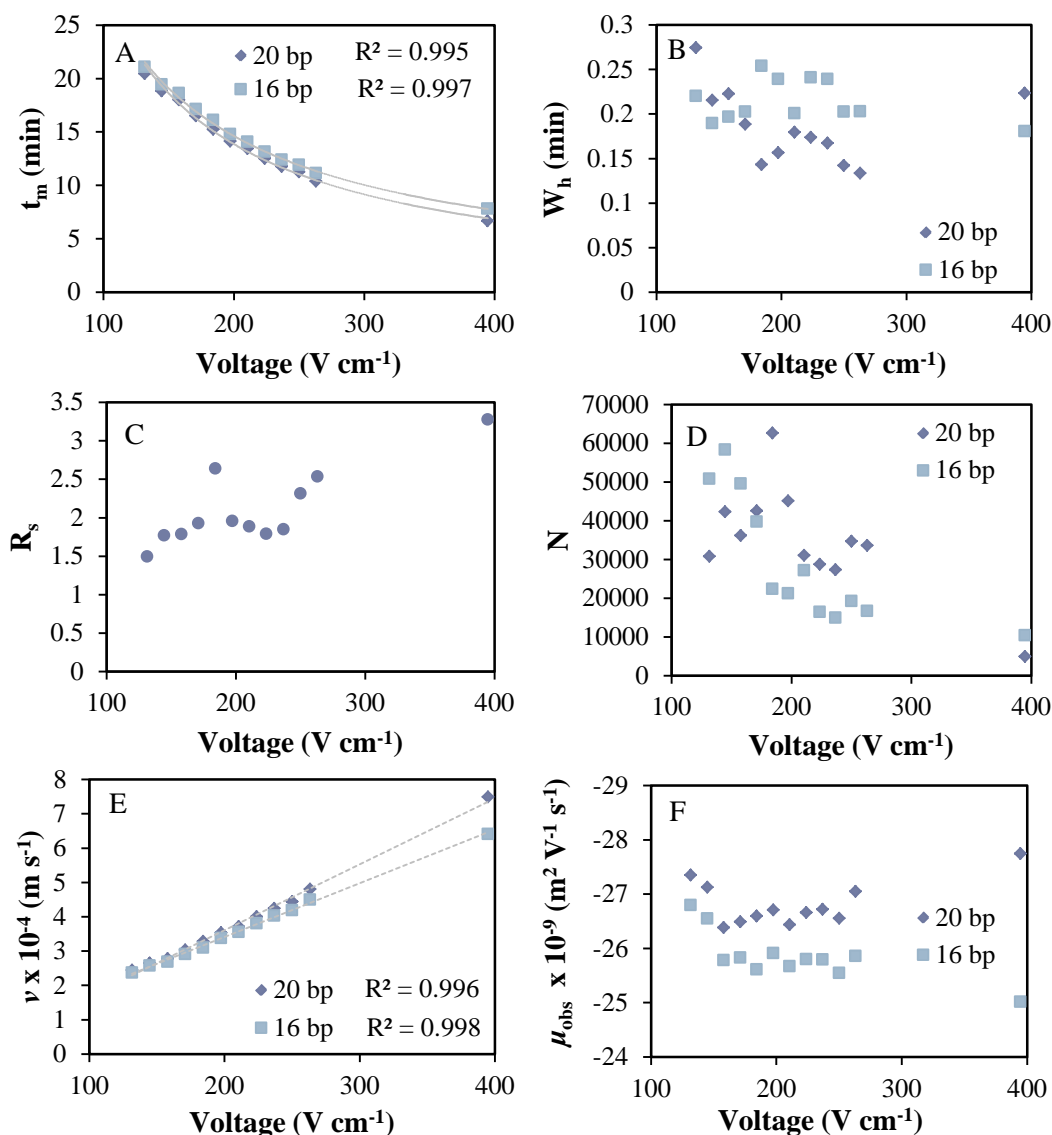 A
20 bp R² = 0.995
16 bp R² = 0.997
25
20
15
10
5
0
100 200 300 400
t_m (min)
Voltage (V cm⁻¹)
B
0.3
0.25
0.2
0.15
0.1
0.05
0
100 200 300 400
20 bp
16 bp
W_h (min)
Voltage (V cm⁻¹)
C
3.5
3
2.5
2
1.5
1
0.5
0
100 200 300 400
R_s
Voltage (V cm⁻¹)
D
20 bp
16 bp
70000
60000
50000
40000
30000
20000
10000
0
100 200 300 400
N
Voltage (V cm⁻¹)
E
8
7
6
5
4
3
2
1
0
100 200 300 400
20 bp R² = 0.996
16 bp R² = 0.998
v x 10⁻⁴ (m s⁻¹)
Voltage (V cm⁻¹)
F
-29
-28
-27
-26
-25
-24
100 200 300 400
20 bp
16 bp
μ_obs x 10⁻⁹ (m² V⁻¹ s⁻¹)
Voltage (V cm⁻¹)